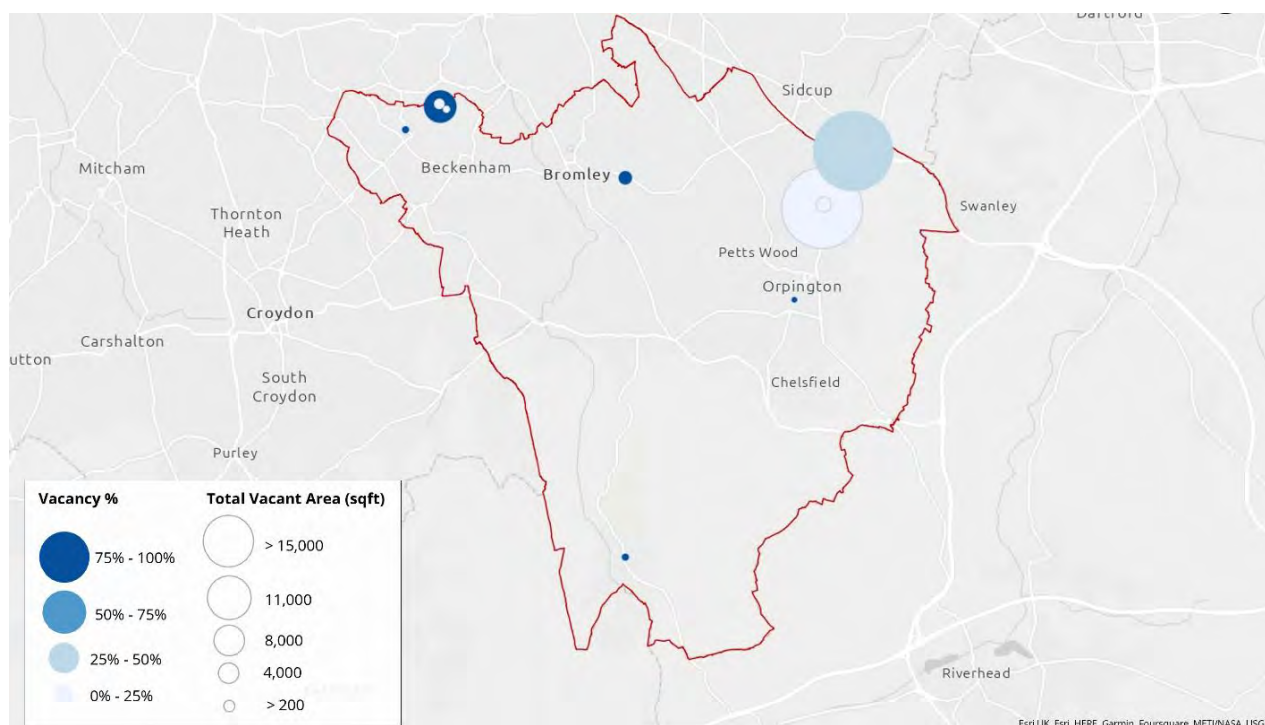 Dartford
Sidcup
Mitcham
Beckenham
Bromley
Thornton
Heath
Swanley
Petts Wood
Orpington
Croydon
Carshalton
utton
South
Croydon
Chelsfield
Purley
Riverhead
Vacancy %
75% - 100%
50% - 75%
25% - 50%
0% - 25%
Total Vacant Area (sqft)
> 15,000
11,000
8,000
4,000
> 200
Esri UK, Esri, HERE, Garmin, Foursquare, METI/NASA, USG